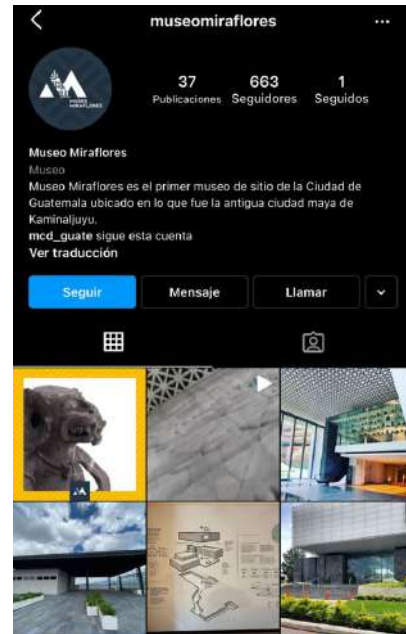 museomiraflores
37 663 1
Publicaciones Seguidores Seguidos
MUSEO
MIRAFLORES
Museo Miraflores
Museo
Museo Miraflores es el primer museo de sitio de la Ciudad de
Guatemala ubicado en lo que fue la antigua ciudad maya de
Kaminaljuyu.
mcd_guate sigue esta cuenta
Ver traducción
Seguir Mensaje Llamar